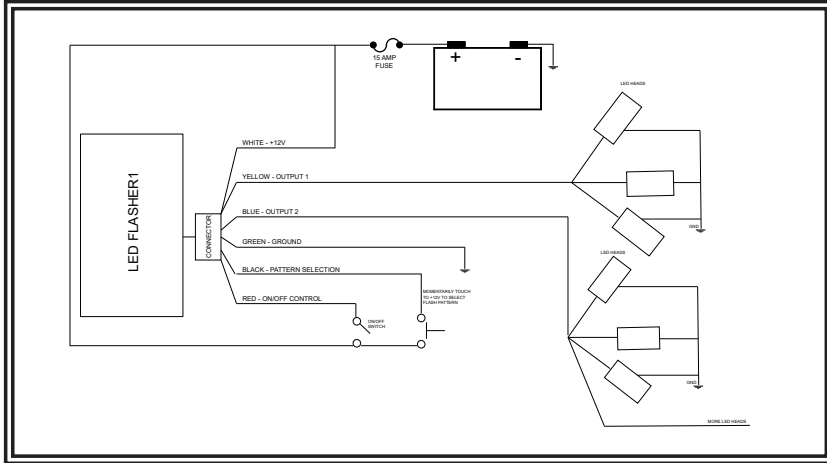 15 AMP
FUSE
+
-
LED HEADS
WHITE - +12V
YELLOW - OUTPUT 1
BLUE - OUTPUT 2
GREEN - GROUND
BLACK - PATTERN SELECTION
RED - ON/OFF CONTROL
LED FLASHER1
CONNECTOR
GND
LED HEADS
MOMENTARILY TOUCH
TO +12V TO SELECT
FLASH PATTERN
ON/OFF
SWITCH
GND
MORE LED HEADS